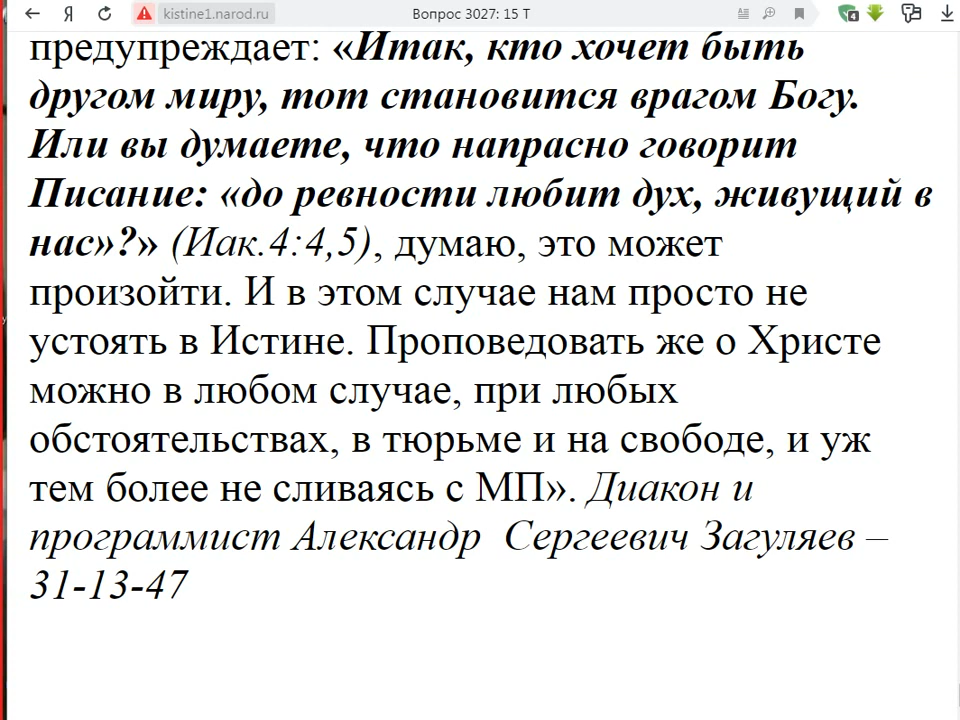 Я kistine1.narod.ru Вопрос 3027: 15 Т 4
предупреждает: «Итак, кто хочет быть
другом миру, тот становится врагом Богу.
Или вы думаете, что напрасно говорит
Писание: «до ревности любит дух, живущий в
нас»?» (Иак.4:4,5), думаю, это может
произойти. И в этом случае нам просто не
устоять в Истине. Проповедовать же о Христе
можно в любом случае, при любых
обстоятельствах, в тюрьме и на свободе, и уж
тем более не сливаясь с МП». Диакон и
программист Александр Сергеевич Загуляев –
31-13-47